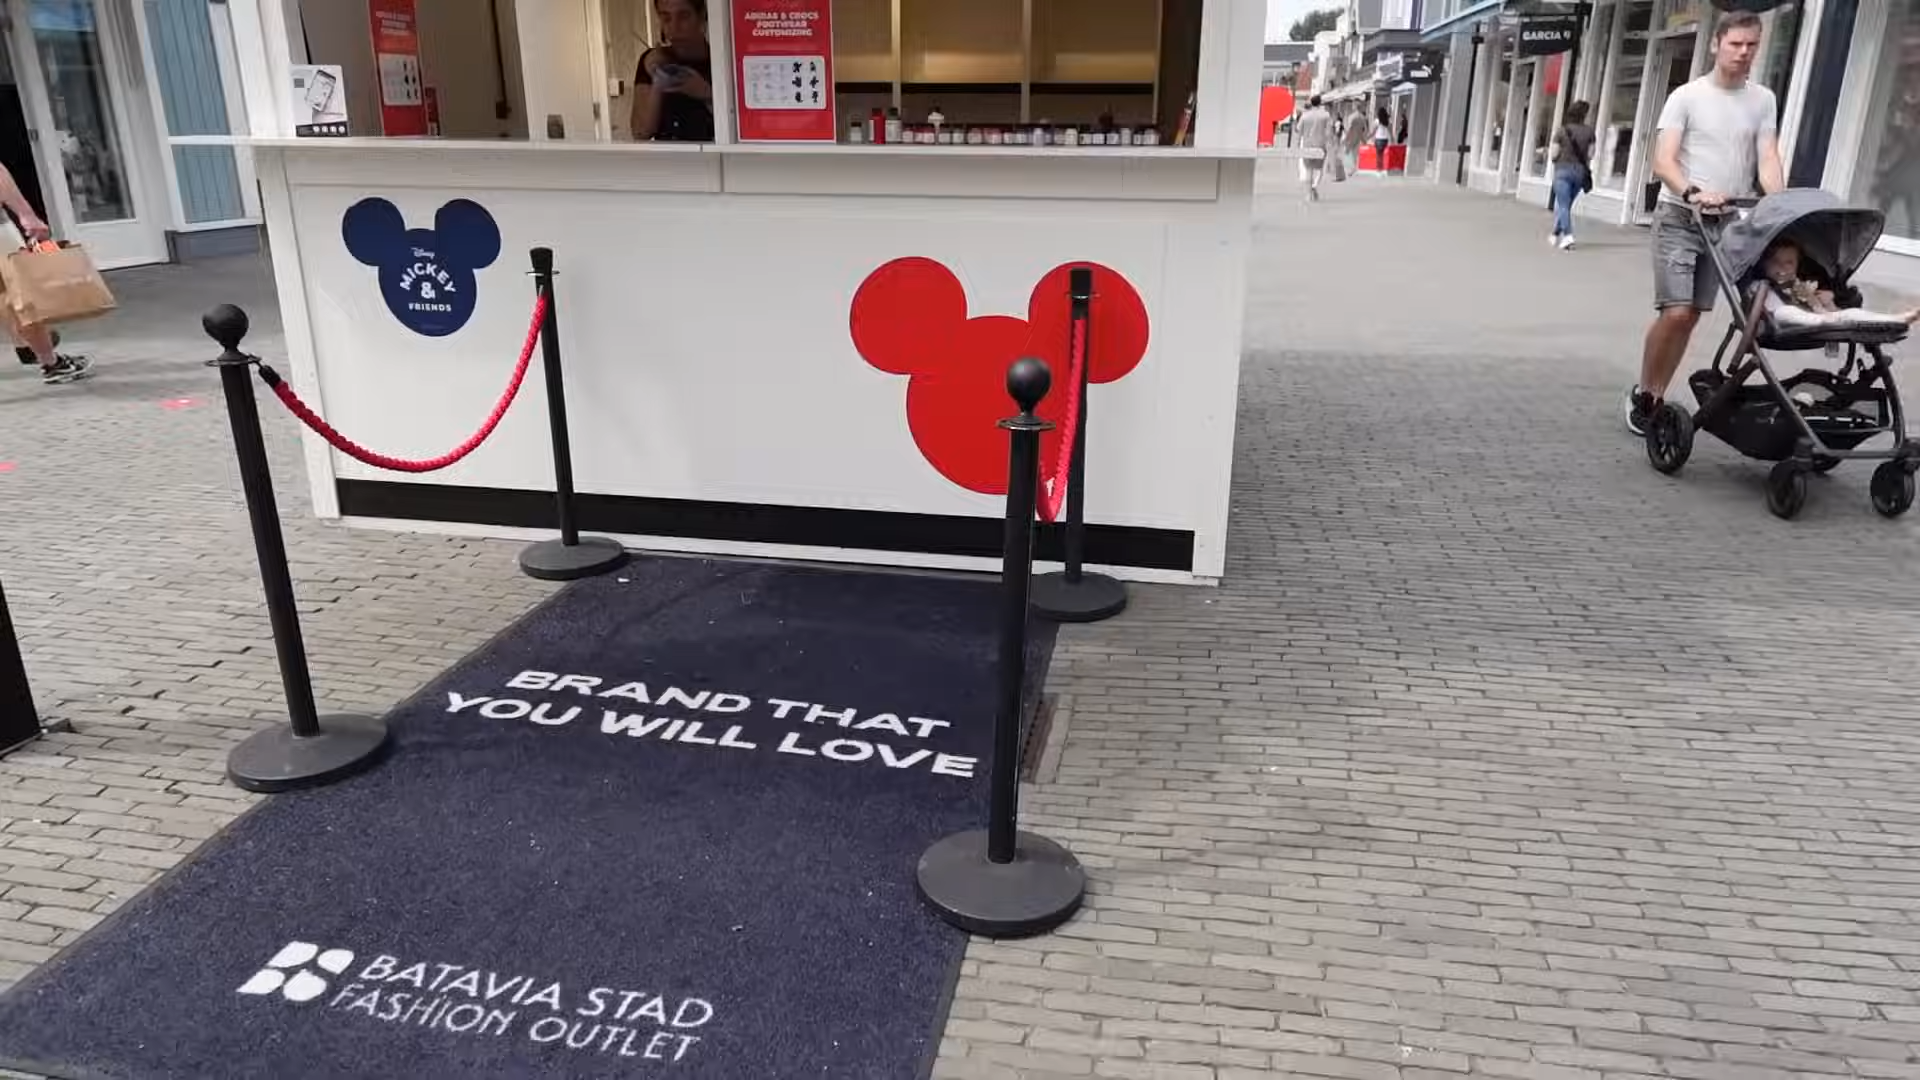 ADIDAS & CROCS
FOOTWEAR
CUSTOMIZING
GARCIA
Disney
MICKEY
&
FRIENDS
BRAND THAT
YOU WILL LOVE
BATAVIA STAD
FASHION OUTLET